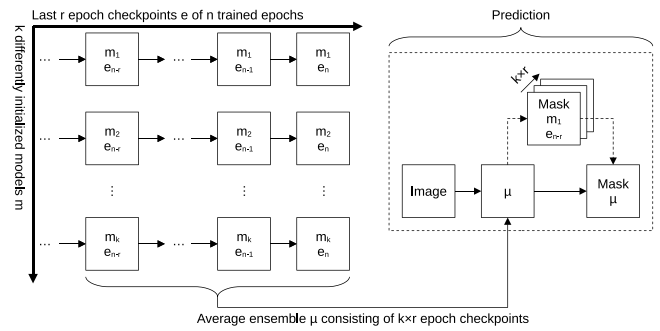 Last r epoch checkpoints e of n trained epochs
Prediction
k differently initialized models m
... m₁ eₙ₋ᵣ ... m₁ eₙ₋₁ m₁ eₙ
k×r
Mask
m₁
eₙ₋ᵣ
... m₂ eₙ₋ᵣ ... m₂ eₙ₋₁ m₂ eₙ
Image
μ
Mask
μ
⋮ ⋮ ⋮
... mₖ eₙ₋ᵣ ... mₖ eₙ₋₁ mₖ eₙ
Average ensemble μ consisting of k×r epoch checkpoints